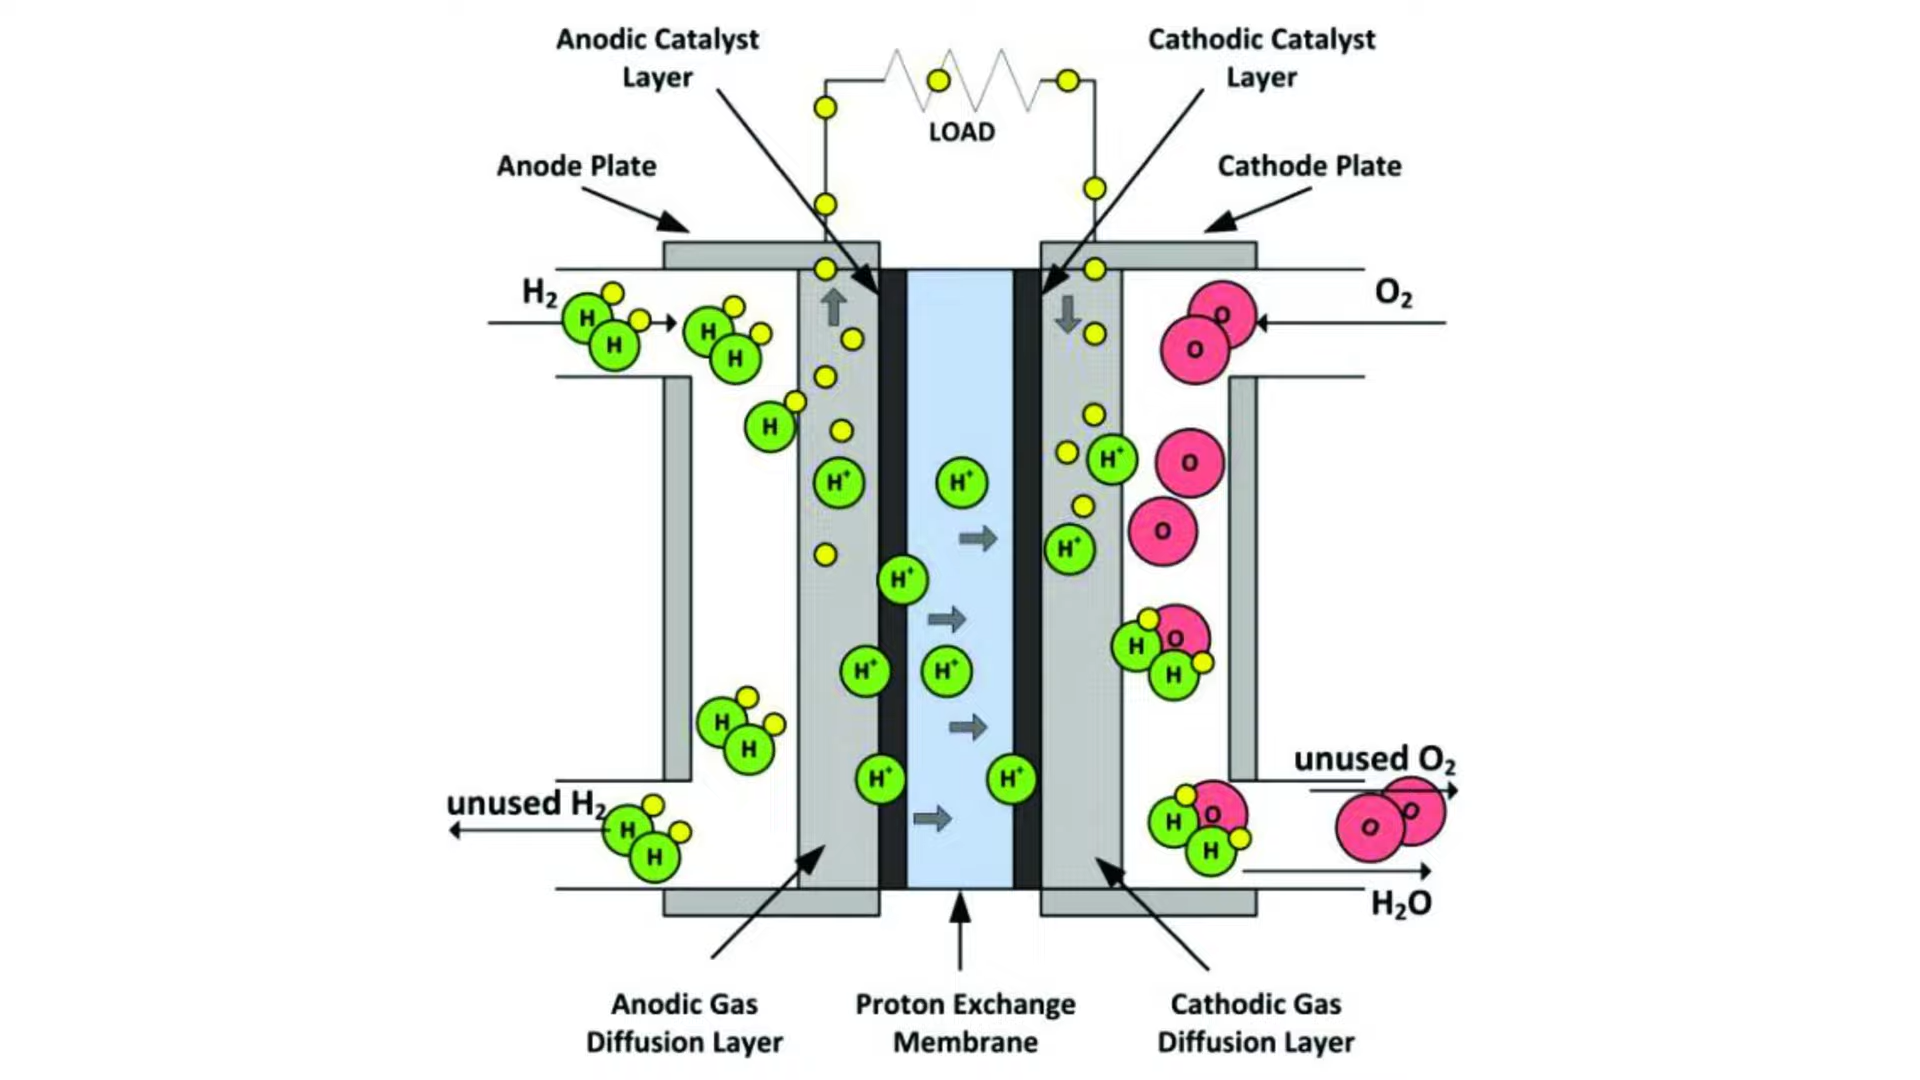 Anodic Catalyst
Layer
Cathodic Catalyst
Layer
LOAD
Anode Plate
Cathode Plate
H₂
O₂
H
H
H
H
O
O
H
H⁺
H⁺
H⁺
O
O
H⁺
H⁺
H⁺
H⁺
H
O
H
H
H
H⁺
H⁺
unused O₂
unused H₂
H
H
H
O
H
O
O
H₂O
Anodic Gas
Diffusion Layer
Proton Exchange
Membrane
Cathodic Gas
Diffusion Layer